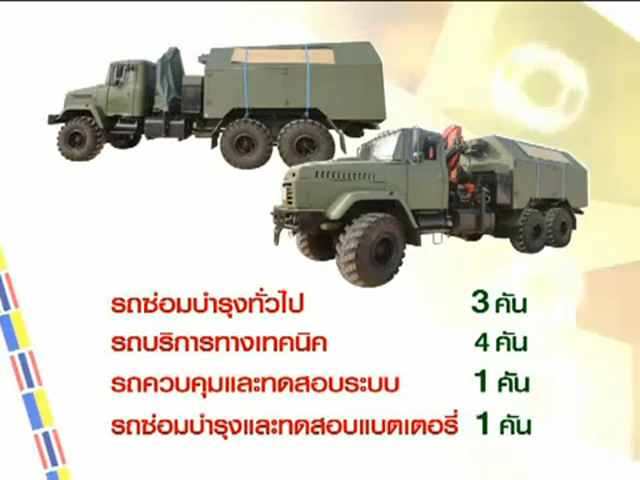 รถซ่อมบำรุงทั่วไป 3 คัน
รถบริการทางเทคนิค 4 คัน
รถควบคุมและทดสอบระบบ 1 คัน
รถซ่อมบำรุงและทดสอบแบตเตอรี่ 1 คัน